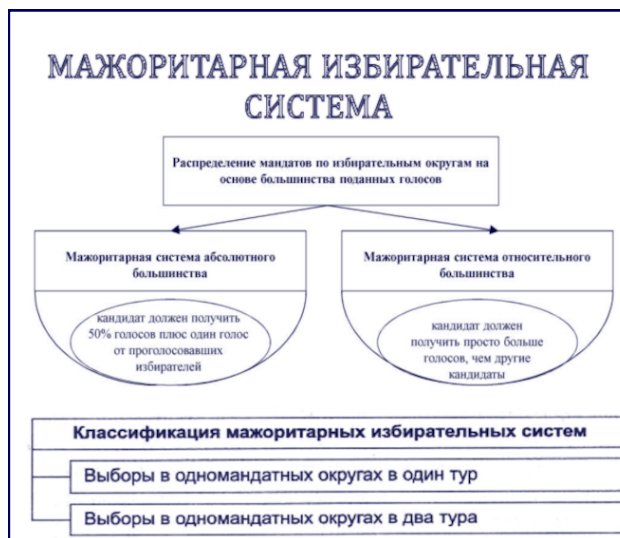 МАЖОРИТАРНАЯ ИЗБИРАТЕЛЬНАЯ
СИСТЕМА
Распределение мандатов по избирательным округам на
основе большинства поданных голосов
Мажоритарная система абсолютного
большинства
кандидат должен получить
50% голосов плюс один голос
от проголосовавших
избирателей
Мажоритарная система относительного
большинства
кандидат должен
получить просто больше
голосов, чем другие
кандидаты
Классификация мажоритарных избирательных систем
Выборы в одномандатных округах в один тур
Выборы в одномандатных округах в два тура